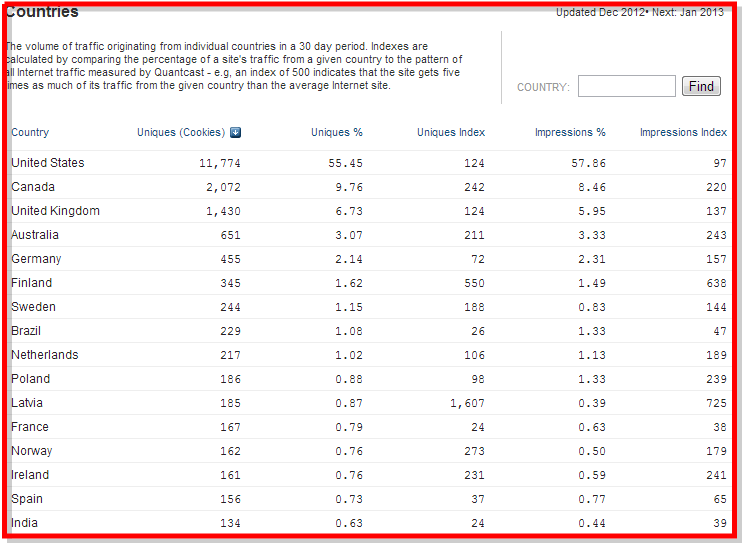 Countries
Updated Dec 2012• Next: Jan 2013
The volume of traffic originating from individual countries in a 30 day period. Indexes are
calculated by comparing the percentage of a site's traffic from a given country to the pattern of
all Internet traffic measured by Quantcast - e.g, an index of 500 indicates that the site gets five
times as much of its traffic from the given country than the average Internet site.
COUNTRY: Find
Country Uniques (Cookies) Uniques % Uniques Index Impressions % Impressions Index
United States 11,774 55.45 124 57.86 97
Canada 2,072 9.76 242 8.46 220
United Kingdom 1,430 6.73 124 5.95 137
Australia 651 3.07 211 3.33 243
Germany 455 2.14 72 2.31 157
Finland 345 1.62 550 1.49 638
Sweden 244 1.15 188 0.83 144
Brazil 229 1.08 26 1.33 47
Netherlands 217 1.02 106 1.13 189
Poland 186 0.88 98 1.33 239
Latvia 185 0.87 1,607 0.39 725
France 167 0.79 24 0.63 38
Norway 162 0.76 273 0.50 179
Ireland 161 0.76 231 0.59 241
Spain 156 0.73 37 0.77 65
India 134 0.63 24 0.44 39